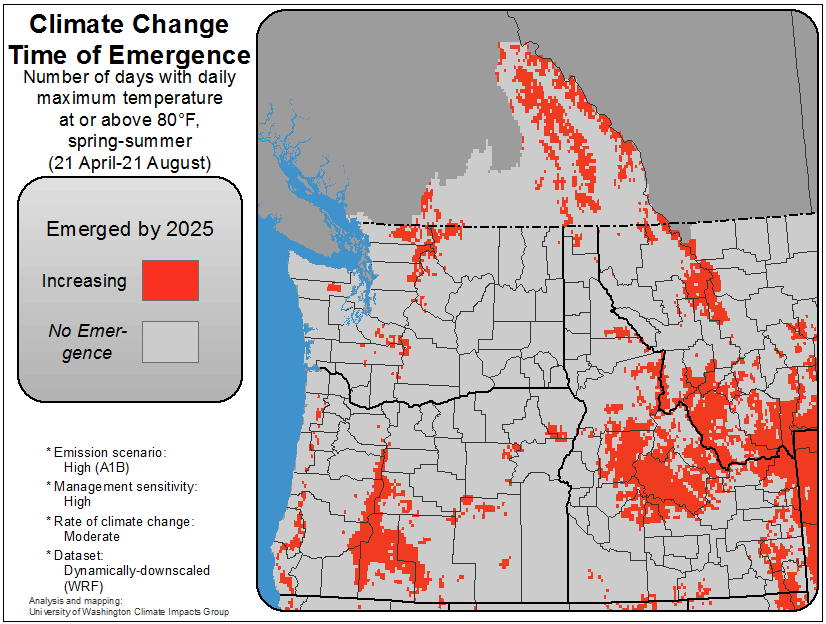 Climate Change
Time of Emergence
Number of days with daily
maximum temperature
at or above 80°F,
spring-summer
(21 April-21 August)
Emerged by 2025
Increasing
No Emer-
gence
* Emission scenario:
High (A1B)
* Management sensitivity:
High
* Rate of climate change:
Moderate
* Dataset:
Dynamically-downscaled
(WRF)
Analysis and mapping:
University of Washington Climate Impacts Group